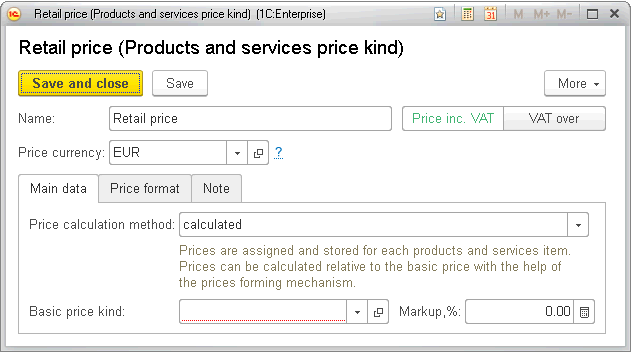 Retail price (Products and services price kind) (1C:Enterprise)
31 M M+ M-
Retail price (Products and services price kind)
Save and close Save More
Name: Retail price Price inc. VAT VAT over
Price currency: EUR ?
Main data Price format Note
Price calculation method: calculated
Prices are assigned and stored for each products and services item.
Prices can be calculated relative to the basic price with the help of
the prices forming mechanism.
Basic price kind: Markup,%: 0.00